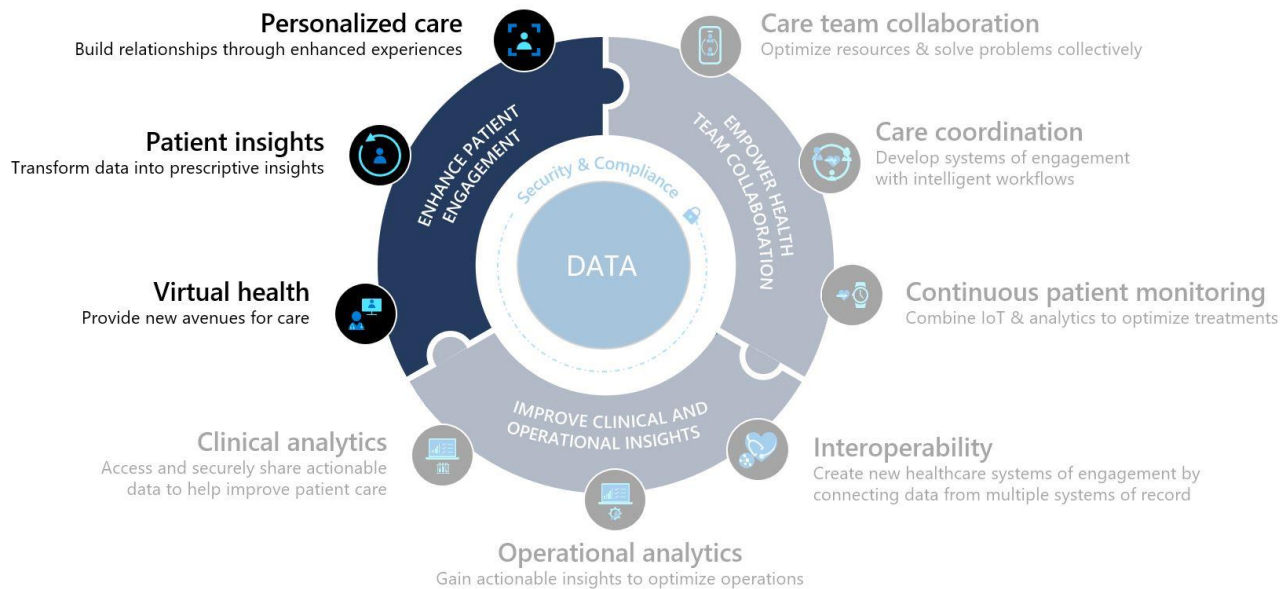 Personalized care
Build relationships through enhanced experiences
Patient insights
Transform data into prescriptive insights
Virtual health
Provide new avenues for care
ENHANCE PATIENT
ENGAGEMENT
Care team collaboration
Optimize resources & solve problems collectively
Care coordination
Develop systems of engagement
with intelligent workflows
Continuous patient monitoring
Combine IoT & analytics to optimize treatments
EMPOWER HEALTH
TEAM COLLABORATION
Security & Compliance
DATA
IMPROVE CLINICAL AND
OPERATIONAL INSIGHTS
Clinical analytics
Access and securely share actionable
data to help improve patient care
Operational analytics
Gain actionable insights to optimize operations
Interoperability
Create new healthcare systems of engagement by
connecting data from multiple systems of record